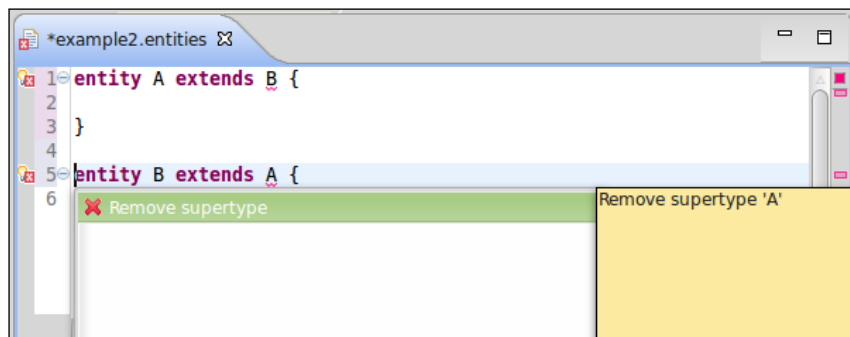 *example2.entities
1 entity A extends B {
2
3 }
4
5 entity B extends A {
6
Remove supertype
Remove supertype 'A'